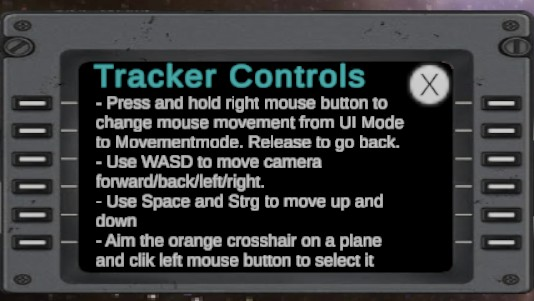 Tracker Controls
X
- Press and hold right mouse button to
change mouse movement from UI Mode
to Movementmode. Release to go back.
- Use WASD to move camera
forward/back/left/right.
- Use Space and Strg to move up and
down
- Aim the orange crosshair on a plane
and clik left mouse button to select it